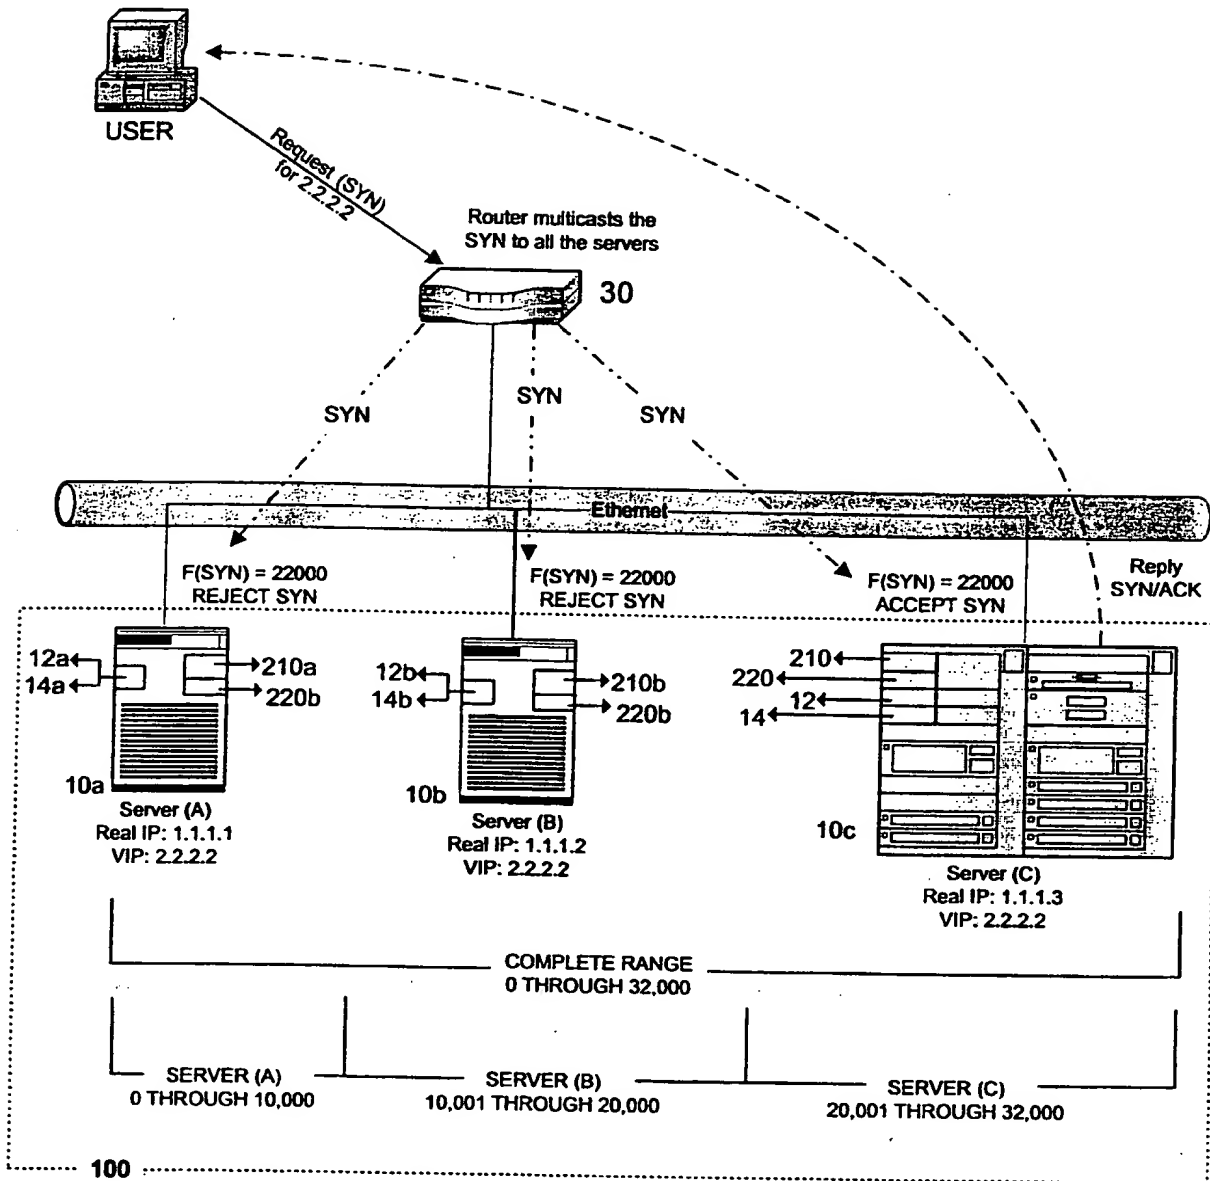 USER
Request (SYN)
for 2.2.2.2
Router multicasts the
SYN to all the servers
30
SYN
SYN
SYN
Ethernet
Reply
SYN/ACK
F(SYN) = 22000
REJECT SYN
F(SYN) = 22000
REJECT SYN
F(SYN) = 22000
ACCEPT SYN
12a
14a
210a
220b
10a
Server (A)
Real IP: 1.1.1.1
VIP: 2.2.2.2
12b
14b
210b
220b
10b
Server (B)
Real IP: 1.1.1.2
VIP: 2.2.2.2
210
220
12
14
10c
Server (C)
Real IP: 1.1.1.3
VIP: 2.2.2.2
COMPLETE RANGE
0 THROUGH 32,000
SERVER (A)
0 THROUGH 10,000
SERVER (B)
10,001 THROUGH 20,000
SERVER (C)
20,001 THROUGH 32,000
100